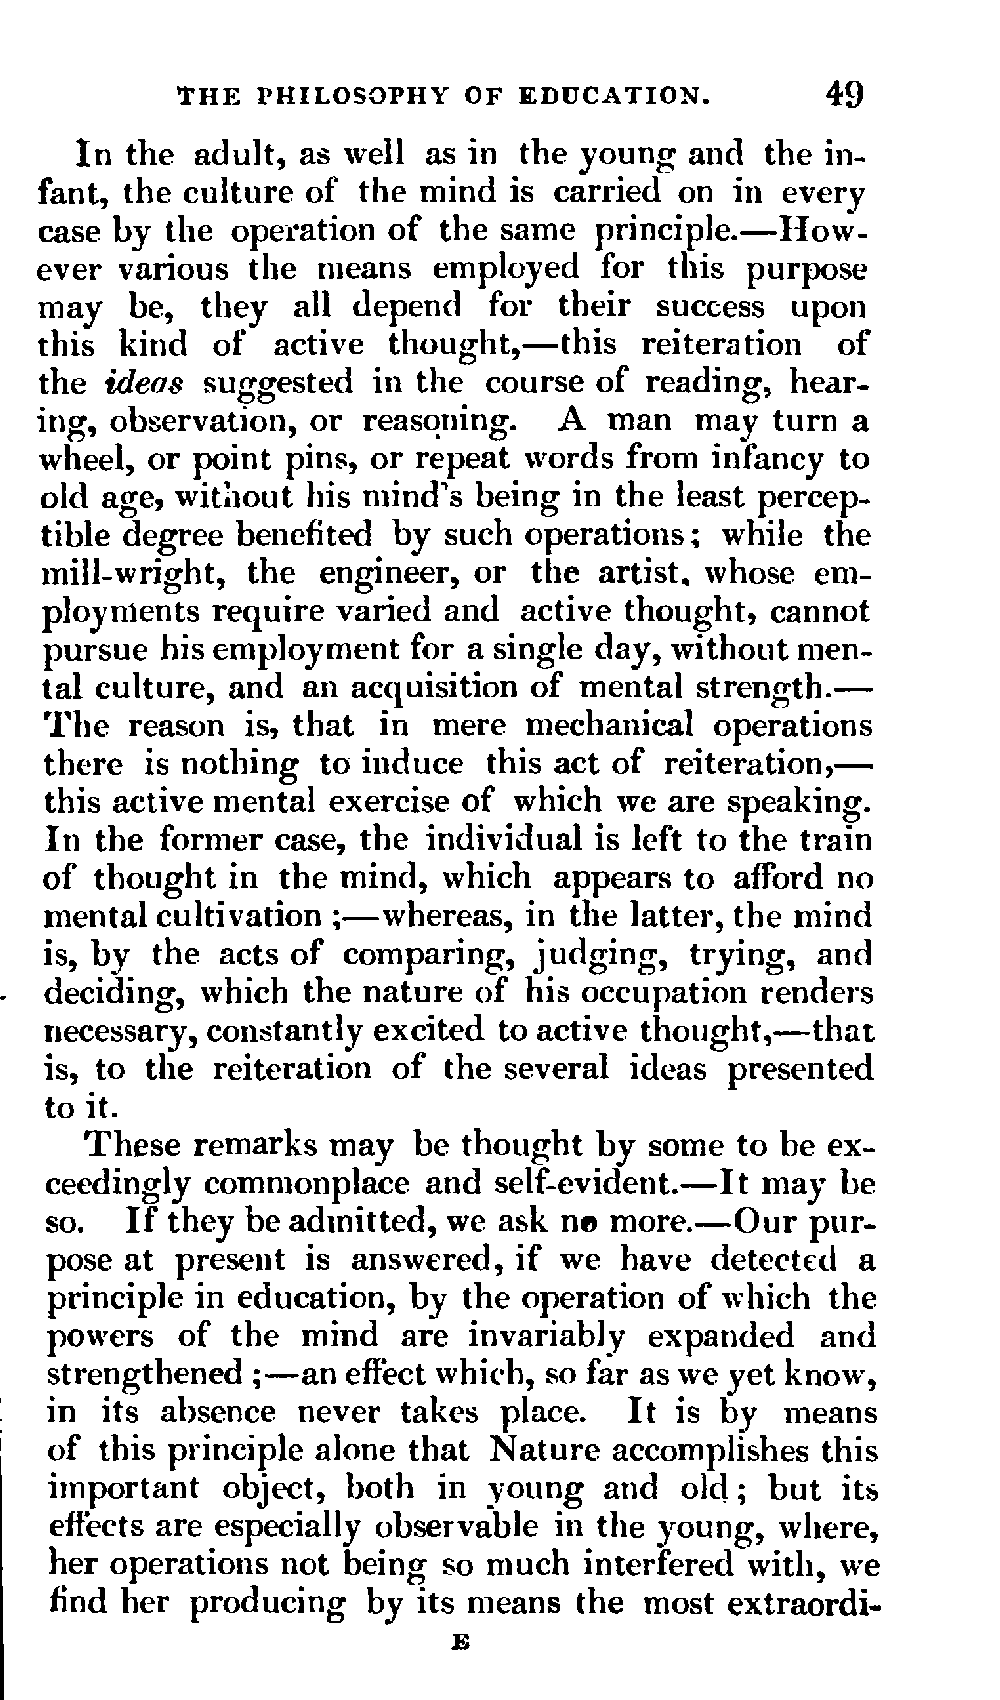 THE PHILOSOPHY OF EDUCATION. 49
In the adult, as well as in the young and the in-
fant, the culture of the mind is carried on in every
case by the operation of the same principle.—How-
ever various the means employed for this purpose
may be, they all depend for their success upon
this kind of active thought,—this reiteration of
the ideas suggested in the course of reading, hear-
ing, observation, or reasoning. A man may turn a
wheel, or point pins, or repeat words from infancy to
old age, without his mind's being in the least percep-
tible degree benefited by such operations; while the
mill-wright, the engineer, or the artist, whose em-
ployments require varied and active thought, cannot
pursue his employment for a single day, without men-
tal culture, and an acquisition of mental strength.—
The reason is, that in mere mechanical operations
there is nothing to induce this act of reiteration,—
this active mental exercise of which we are speaking.
In the former case, the individual is left to the train
of thought in the mind, which appears to afford no
mental cultivation ;—whereas, in the latter, the mind
is, by the acts of comparing, judging, trying, and
deciding, which the nature of his occupation renders
necessary, constantly excited to active thought,—that
is, to the reiteration of the several ideas presented
to it.
These remarks may be thought by some to be ex-
ceedingly commonplace and self-evident.—It may be
so. If they be admitted, we ask no more.—Our pur-
pose at present is answered, if we have detected a
principle in education, by the operation of which the
powers of the mind are invariably expanded and
strengthened ;—an effect which, so far as we yet know,
in its absence never takes place. It is by means
of this principle alone that Nature accomplishes this
important object, both in young and old; but its
effects are especially observable in the young, where,
her operations not being so much interfered with, we
find her producing by its means the most extraordi-
E